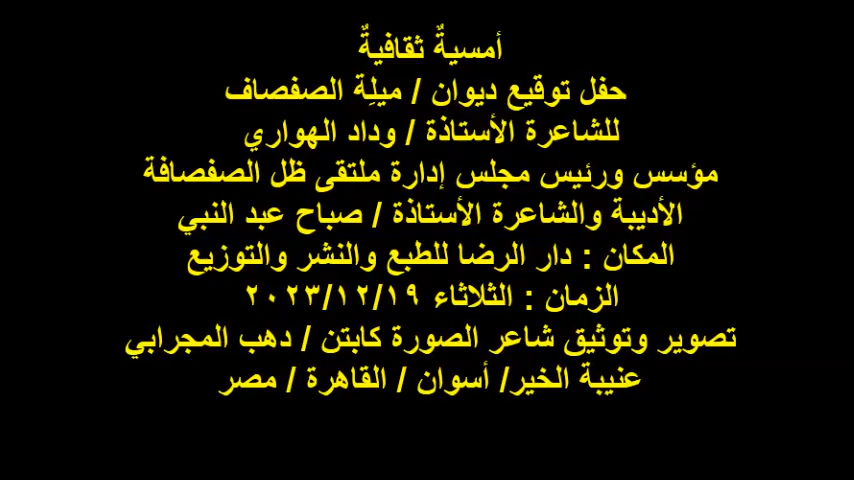 أمسيةٌ ثقافيةٌ
حفل توقيع ديوان / ميلِة الصفصاف
للشاعرة الأستاذة / وداد الهواري
مؤسس ورئيس مجلس إدارة ملتقى ظل الصفصافة
الأديبة والشاعرة الأستاذة / صباح عبد النبي
المكان : دار الرضا للطبع والنشر والتوزيع
الزمان : الثلاثاء ٢٠٢٣/١٢/١٩
تصوير وتوثيق شاعر الصورة كابتن / دهب المجرابي
عنيبة الخير/ أسوان / القاهرة / مصر